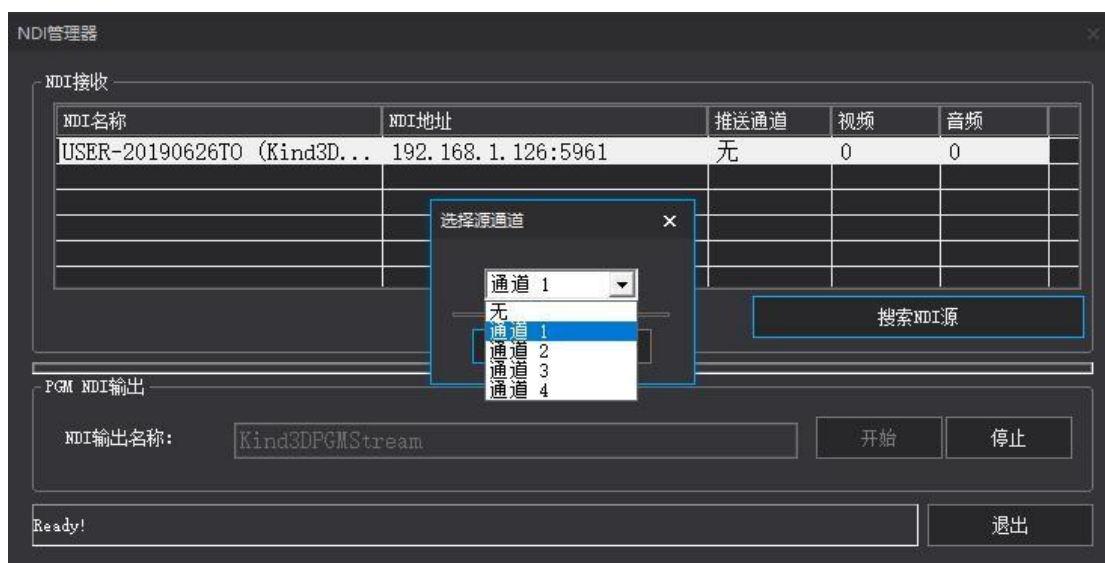 NDI管理器
NDI接收
NDI名称 NDI地址 推送通道 视频 音频
USER-20190626TO (Kind3D... 192.168.1.126:5961 无 0 0
选择源通道
通道 1
无
通道 1
通道 2
通道 3
通道 4
搜索NDI源
PGM NDI输出
NDI输出名称: Kind3DPGMStream 开始 停止
Ready! 退出